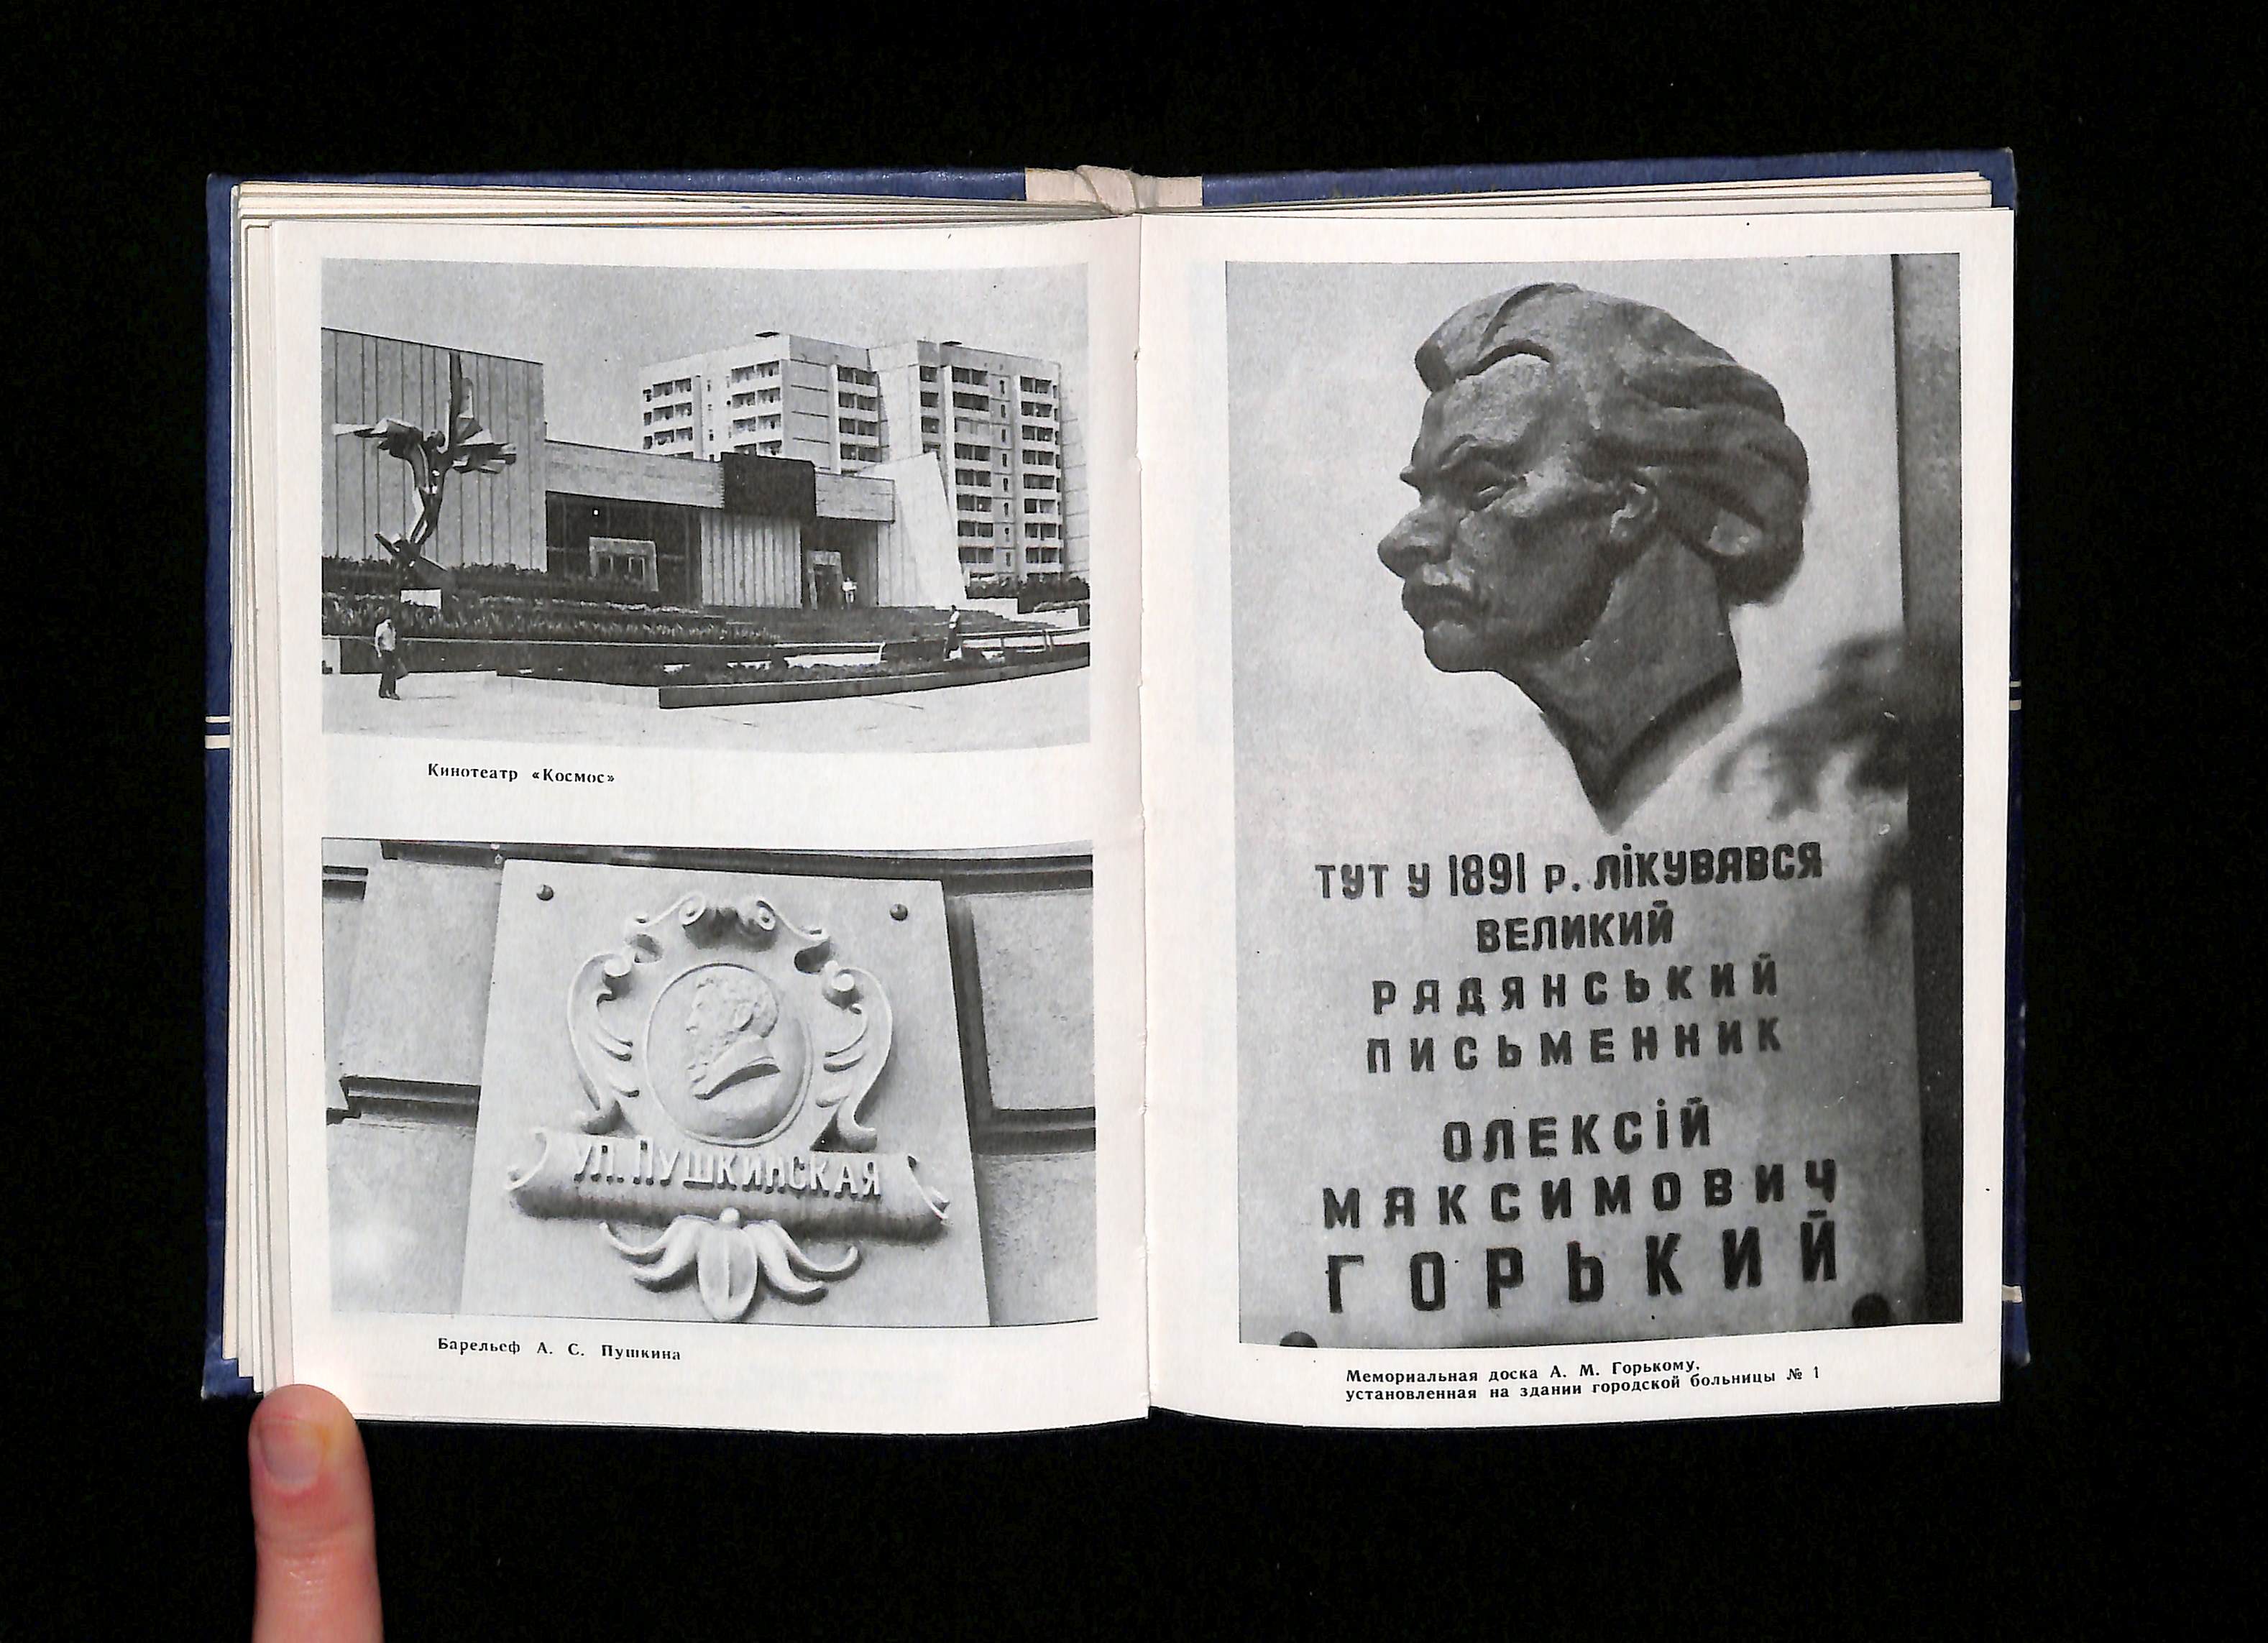 Кинотеатр «Космос»
УЛ. ПУШКИНСКАЯ
Барельеф А. С. Пушкина
ТУТ У 1891 р. ЛІКУВАВСЯ
ВЕЛИКИЙ
РАДЯНСЬКИЙ
ПИСЬМЕННИК
ОЛЕКСІЙ
МАКСИМОВИЧ
ГОРЬКИЙ
Мемориальная доска А. М. Горькому,
установленная на здании городской больницы № 1